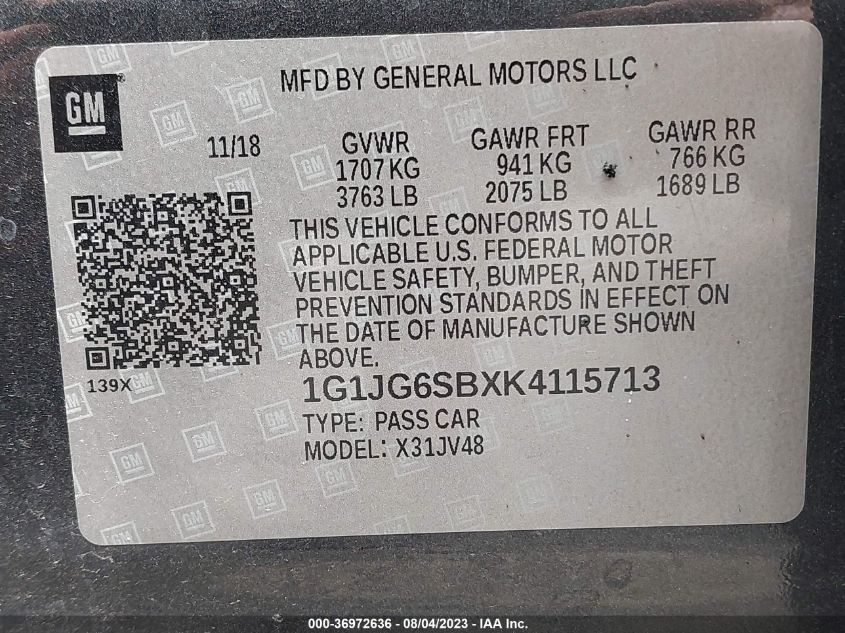 MFD BY GENERAL MOTORS LLC
GM
11/18
GVWR GAWR FRT GAWR RR
1707 KG 941 KG 766 KG
3763 LB 2075 LB 1689 LB
THIS VEHICLE CONFORMS TO ALL
APPLICABLE U.S. FEDERAL MOTOR
VEHICLE SAFETY, BUMPER, AND THEFT
PREVENTION STANDARDS IN EFFECT ON
THE DATE OF MANUFACTURE SHOWN
ABOVE.
139X
1G1JG6SBXK4115713
TYPE: PASS CAR
MODEL: X31JV48
000-36972636 - 08/04/2023 - IAA Inc.